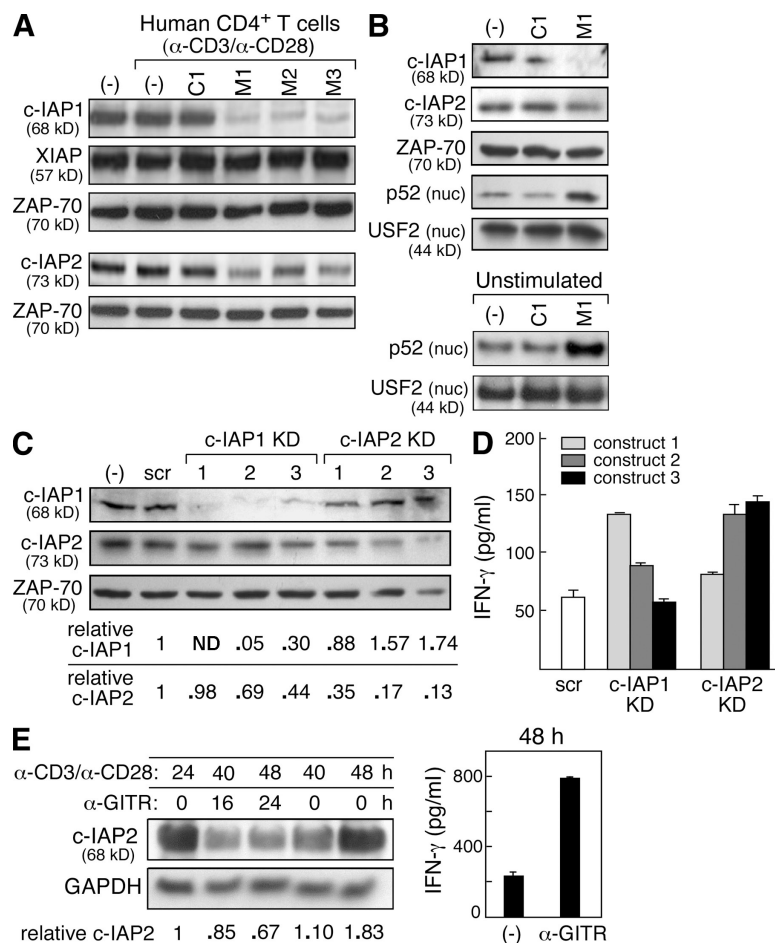 A
Human CD4+ T cells
(α-CD3/α-CD28)
(-) (-) C1 M1 M2 M3
c-IAP1
(68 kD)
XIAP
(57 kD)
ZAP-70
(70 kD)
c-IAP2
(73 kD)
ZAP-70
(70 kD)
B
(-) C1 M1
c-IAP1
(68 kD)
c-IAP2
(73 kD)
ZAP-70
(70 kD)
p52 (nuc)
USF2 (nuc)
(44 kD)
Unstimulated
(-) C1 M1
p52 (nuc)
USF2 (nuc)
(44 kD)
C
c-IAP1 KD c-IAP2 KD
(-) scr 1 2 3 1 2 3
c-IAP1
(68 kD)
c-IAP2
(73 kD)
ZAP-70
(70 kD)
relative
c-IAP1 1 ND .05 .30 .88 1.57 1.74
relative
c-IAP2 1 .98 .69 .44 .35 .17 .13
D
IFN-γ (pg/ml)
200
150
100
50
construct 1
construct 2
construct 3
scr c-IAP1 KD c-IAP2 KD
E
α-CD3/α-CD28: 24 40 48 40 48 h
α-GITR: 0 16 24 0 0 h
c-IAP2
(68 kD)
GAPDH
relative c-IAP2 1 .85 .67 1.10 1.83
48 h
IFN-γ (pg/ml)
800
400
0
(-) α-GITR